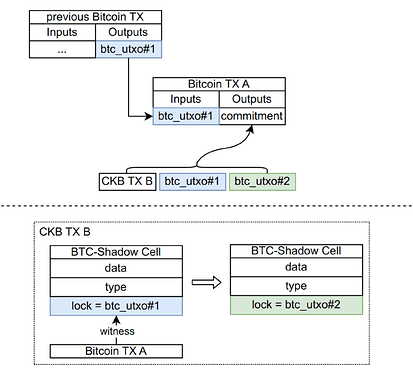 previous Bitcoin TX
Inputs Outputs
... btc_utxo#1
Bitcoin TX A
Inputs Outputs
btc_utxo#1 commitment
CKB TX B btc_utxo#1 btc_utxo#2
CKB TX B
BTC-Shadow Cell BTC-Shadow Cell
data data
type type
lock = btc_utxo#1 lock = btc_utxo#2
witness
Bitcoin TX A